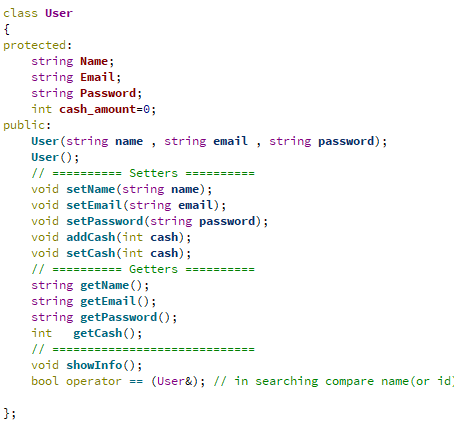 class User
{
protected:
    string Name;
    string Email;
    string Password;
    int cash_amount=0;
public:
    User(string name , string email , string password);
    User();
    // ========== Setters ==========
    void setName(string name);
    void setEmail(string email);
    void setPassword(string password);
    void addCash(int cash);
    void setCash(int cash);
    // ========== Getters ==========
    string getName();
    string getEmail();
    string getPassword();
    int   getCash();
    // =============================
    void showInfo();
    bool operator == (User&); // in searching compare name(or id)

};